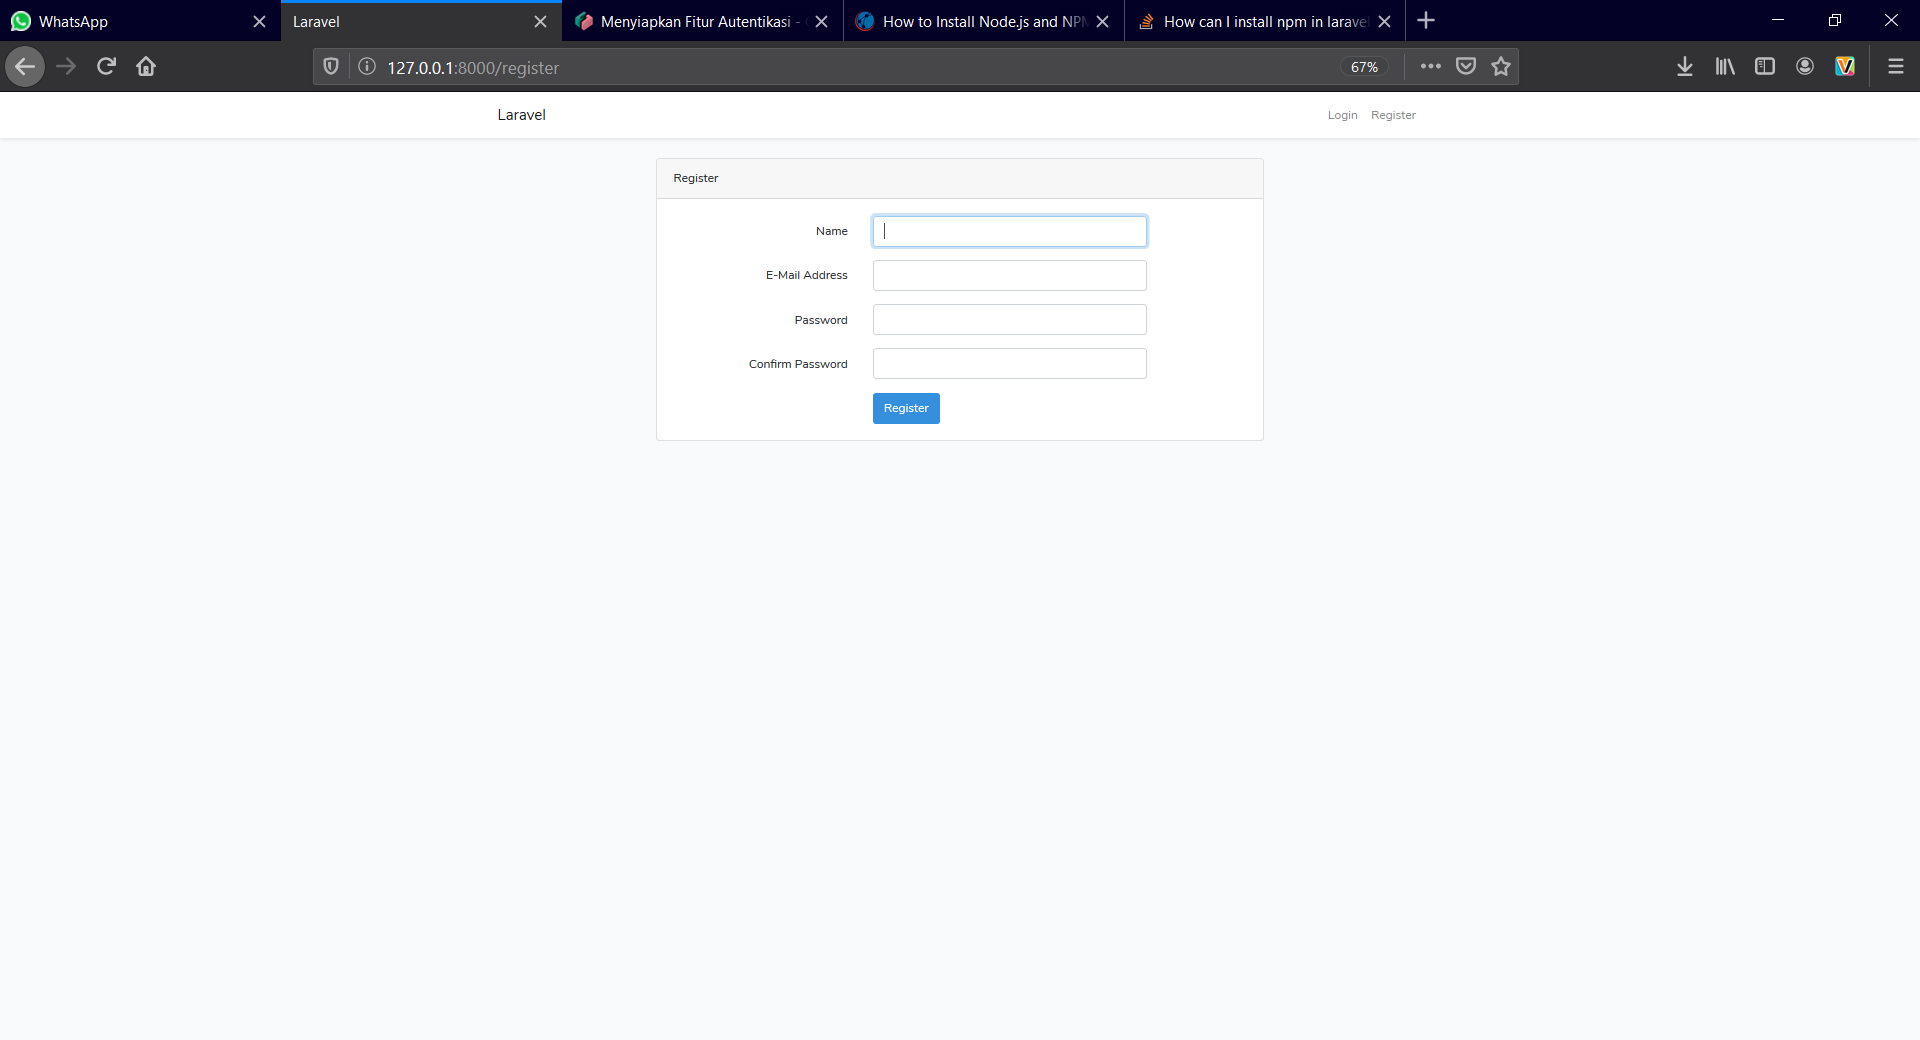 WhatsApp
Laravel
Menyiapkan Fitur Autentikasi -
How to Install Node.js and NPM
How can I install npm in laravel
127.0.0.1:8000/register
67%
Laravel
Login
Register
Register
Name
E-Mail Address
Password
Confirm Password
Register